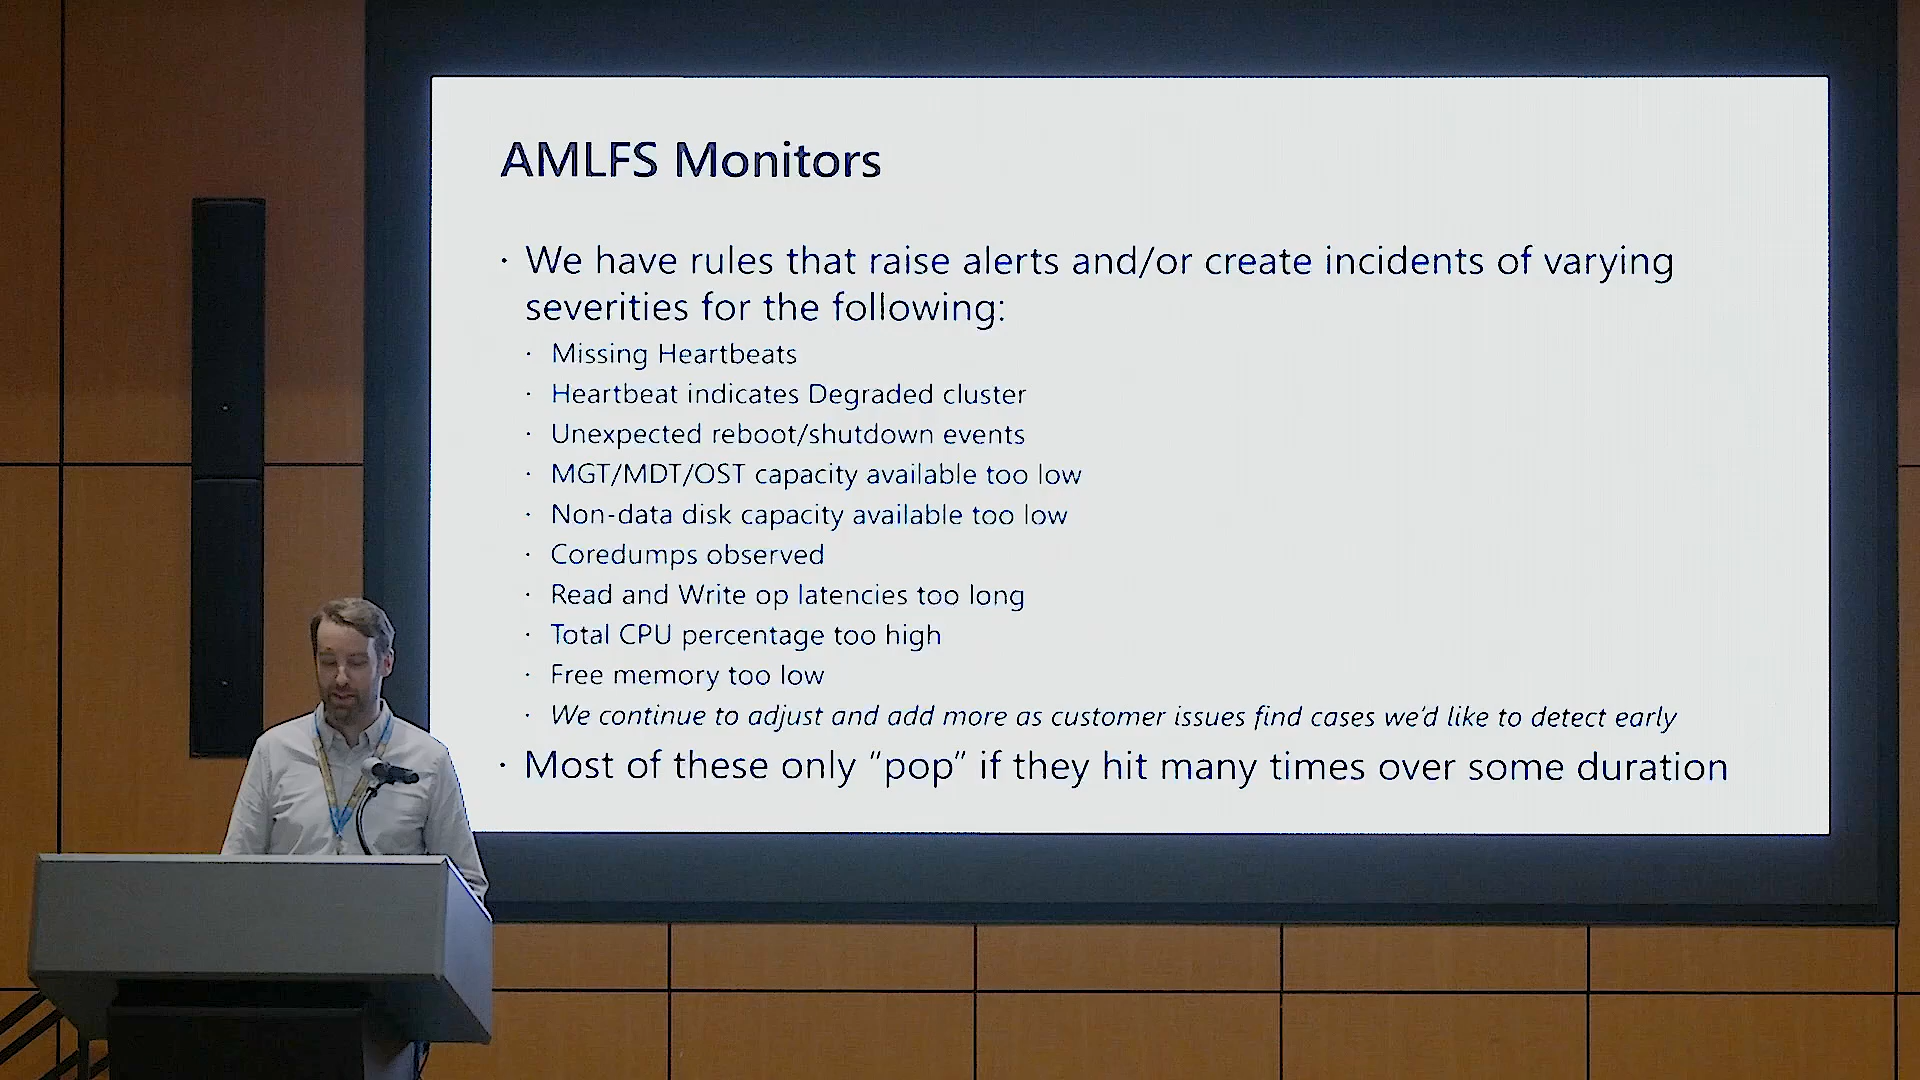 AMLFS Monitors
· We have rules that raise alerts and/or create incidents of varying
severities for the following:
· Missing Heartbeats
· Heartbeat indicates Degraded cluster
· Unexpected reboot/shutdown events
· MGT/MDT/OST capacity available too low
· Non-data disk capacity available too low
· Coredumps observed
· Read and Write op latencies too long
· Total CPU percentage too high
· Free memory too low
· We continue to adjust and add more as customer issues find cases we'd like to detect early
· Most of these only "pop" if they hit many times over some duration